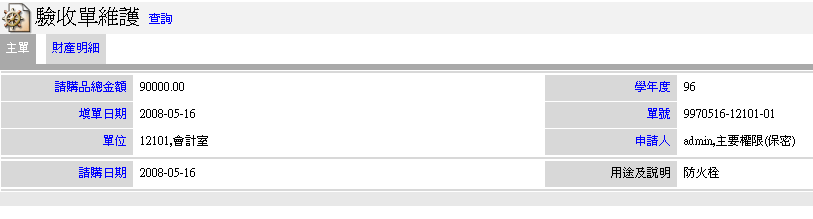 驗收單維護 查詢
主單 財產明細
請購品總金額 90000.00 學年度 96
填單日期 2008-05-16 單號 9970516-12101-01
單位 12101,會計室 申請人 admin,主要權限(保密)
請購日期 2008-05-16 用途及說明 防火栓